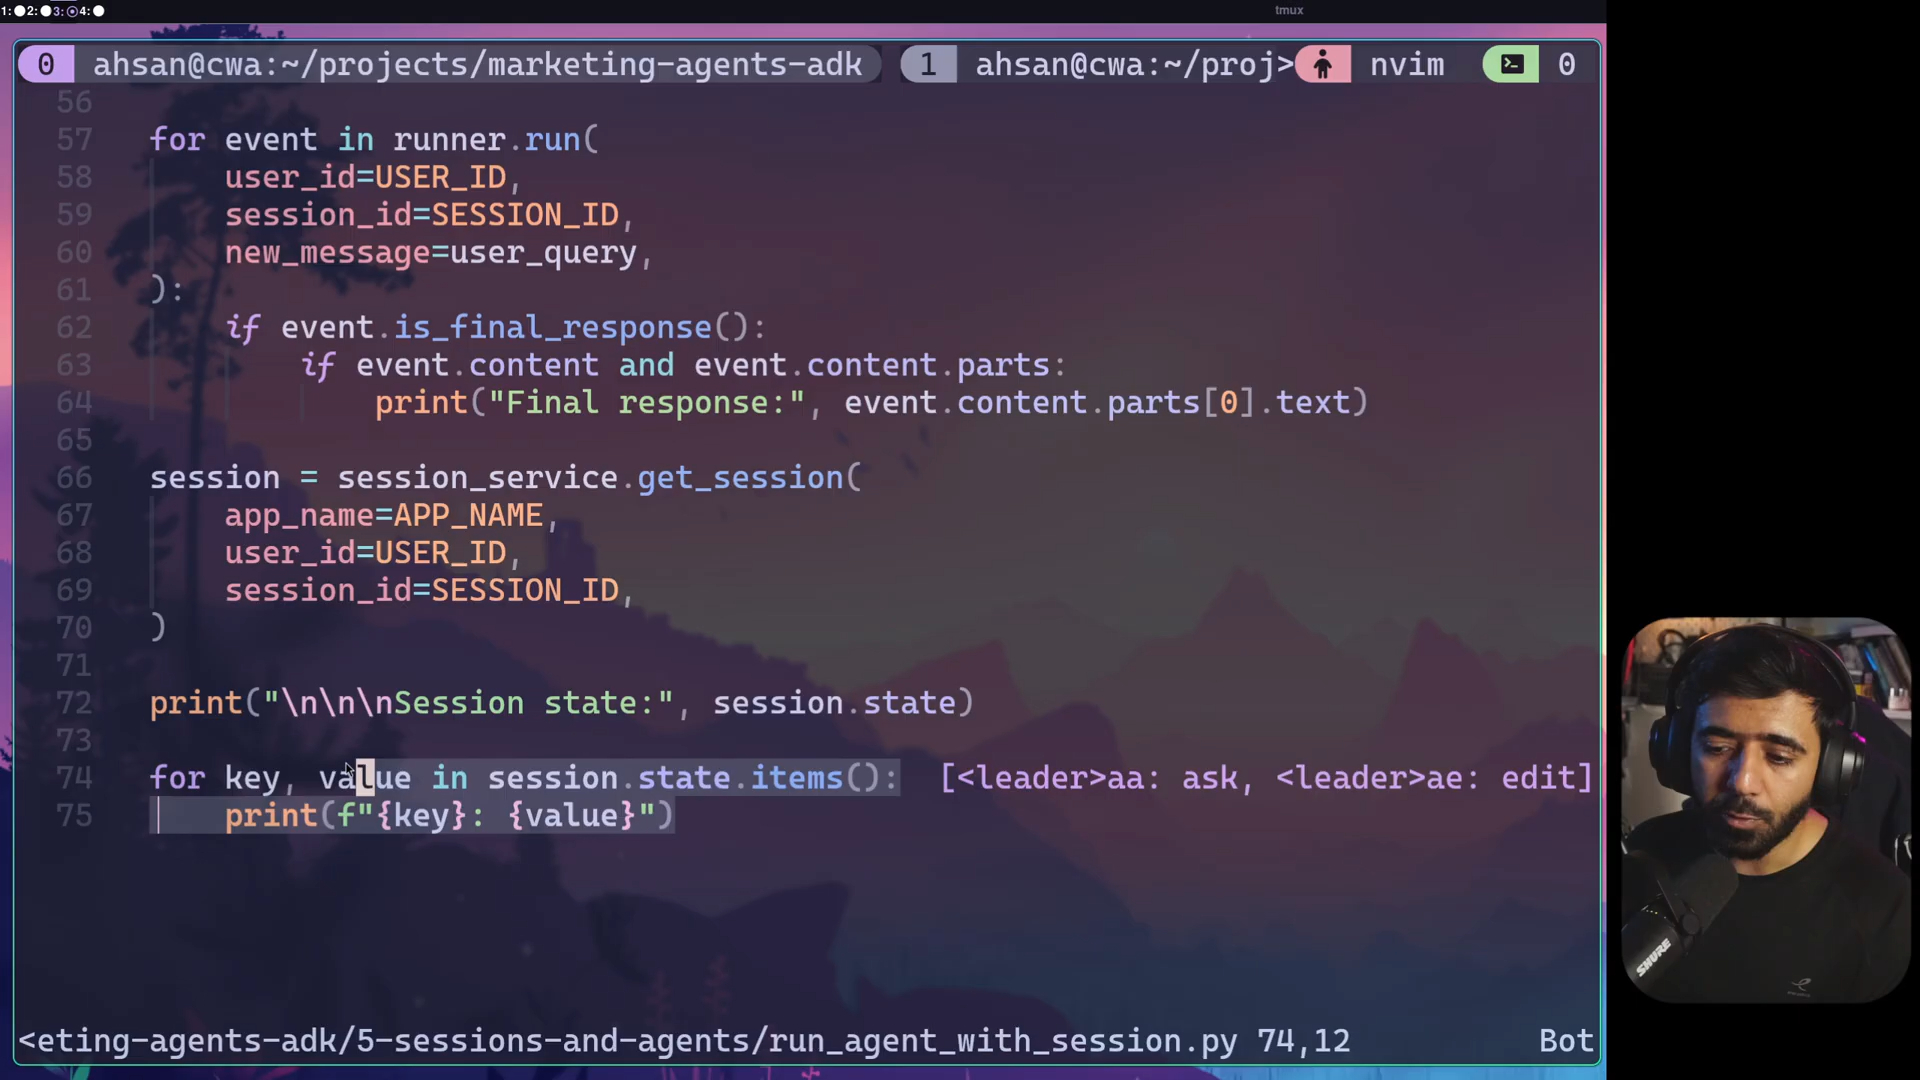 1: 2: 3: 4:
tmux
0 ahsan@cwa:~/projects/marketing-agents-adk 1 ahsan@cwa:~/proj> nvim 0
56
57 for event in runner.run(
58 user_id=USER_ID,
59 session_id=SESSION_ID,
60 new_message=user_query,
61 ):
62 if event.is_final_response():
63 if event.content and event.content.parts:
64 print("Final response:", event.content.parts[0].text)
65
66 session = session_service.get_session(
67 app_name=APP_NAME,
68 user_id=USER_ID,
69 session_id=SESSION_ID,
70 )
71
72 print("\n\n\nSession state:", session.state)
73
74 for key, value in session.state.items(): [<leader>aa: ask, <leader>ae: edit]
75 print(f"{key}: {value}")
<eting-agents-adk/5-sessions-and-agents/run_agent_with_session.py 74,12 Bot
SHURE